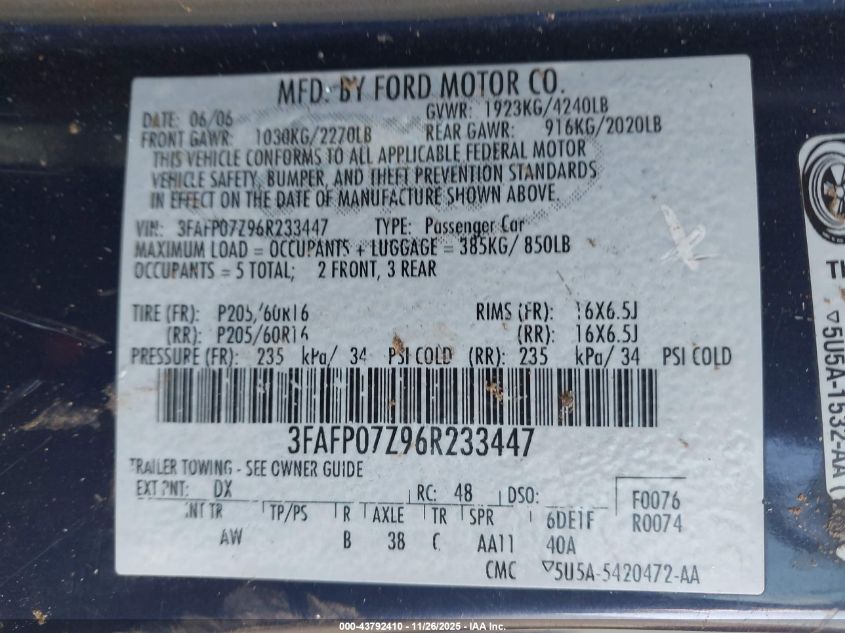 MFD. BY FORD MOTOR CO.
DATE: 06/06 GVWR: 1923KG/4240LB
FRONT GAWR: 1030KG/2270LB REAR GAWR: 916KG/2020LB
THIS VEHICLE CONFORMS TO ALL APPLICABLE FEDERAL MOTOR
VEHICLE SAFETY, BUMPER, AND THEFT PREVENTION STANDARDS
IN EFFECT ON THE DATE OF MANUFACTURE SHOWN ABOVE.
VIN: 3FAFP07Z96R233447 TYPE: Passenger Car
MAXIMUM LOAD = OCCUPANTS + LUGGAGE = 385KG/ 850LB
OCCUPANTS = 5 TOTAL; 2 FRONT, 3 REAR
TIRE (FR): P205/60R16 RIMS (FR): 16X6.5J
(RR): P205/60R16 (RR): 16X6.5J
PRESSURE (FR): 235 kPa/ 34 PSI COLD (RR): 235 kPa/ 34 PSI COLD
3FAFP07Z96R233447
TRAILER TOWING - SEE OWNER GUIDE
EXT PNT: DX RC: 48 DSO: F0076
INT TR TP/PS R AXLE TR SPR 6DE1F R0074
AW B 38 C AA11 40A
CMC ▽5U5A-5420472-AA
▽5U5A-1532-AA
000-43792410 - 11/26/2025 - IAA Inc.